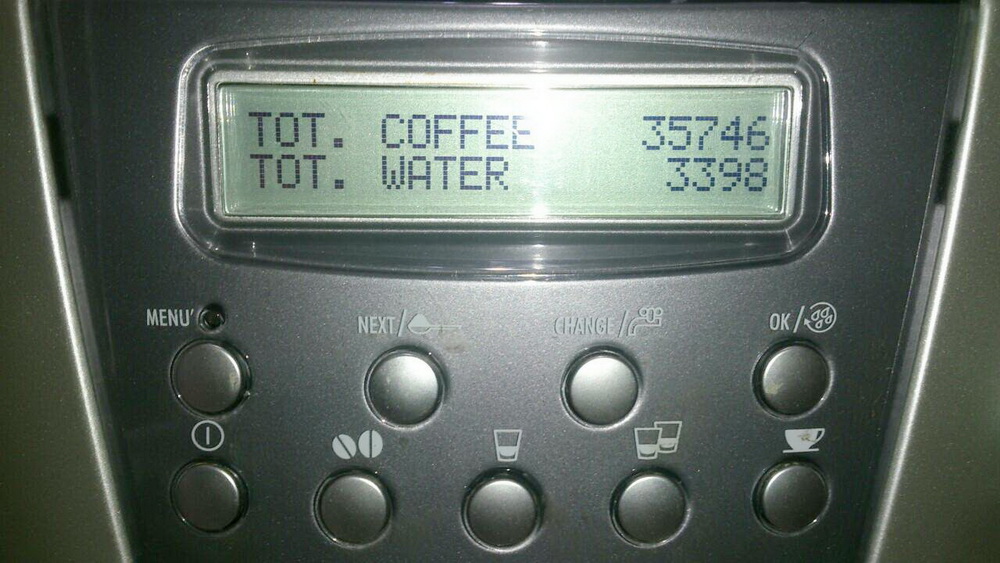 TOT. COFFEE 35746
TOT. WATER 3398
MENU' NEXT/ CHANGE/ OK/